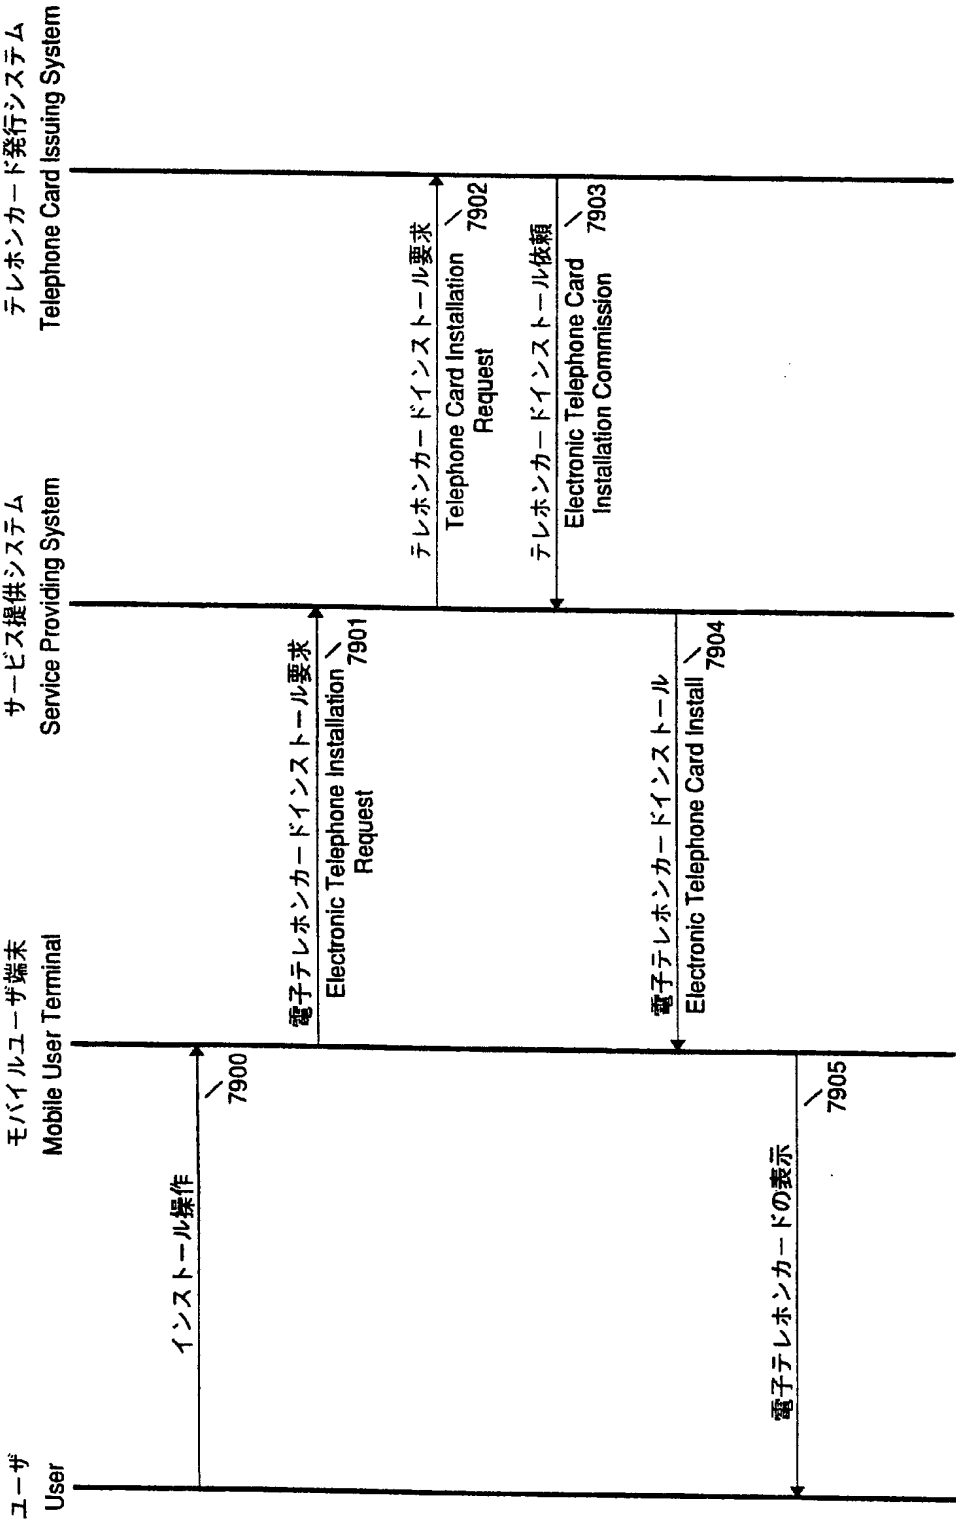 ユーザ
User
モバイルユーザ端末
Mobile User Terminal
サービス提供システム
Service Providing System
テレホンカード発行システム
Telephone Card Issuing System
インストール操作
7900
電子テレホンカードインストール要求
Electronic Telephone Installation
Request
7901
テレホンカードインストール要求
Telephone Card Installation
Request
7902
テレホンカードインストール依頼
Electronic Telephone Card
Installation Commission
7903
電子テレホンカードインストール
Electronic Telephone Card Install
7904
電子テレホンカードの表示
7905